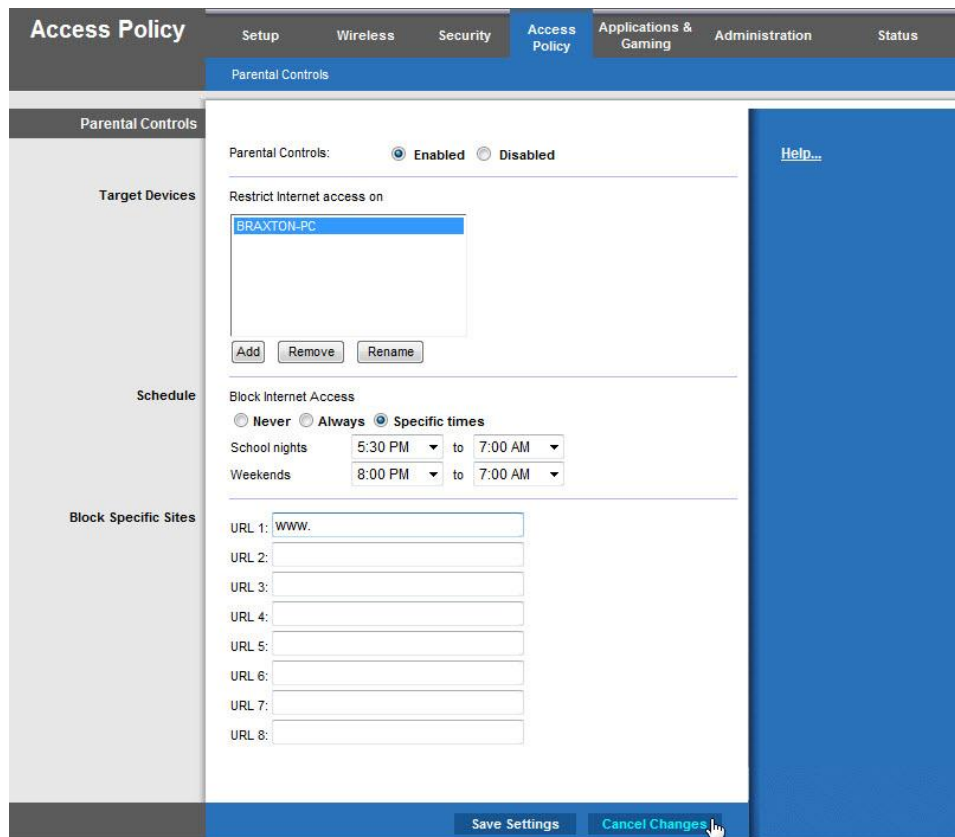 Access Policy
Setup Wireless Security Access Policy Applications & Gaming Administration Status
Parental Controls
Parental Controls
Parental Controls: Enabled Disabled
Help...
Target Devices
Restrict Internet access on
BRAXTON-PC
Add Remove Rename
Schedule
Block Internet Access
Never Always Specific times
School nights 5:30 PM to 7:00 AM
Weekends 8:00 PM to 7:00 AM
Block Specific Sites
URL 1: www.
URL 2:
URL 3:
URL 4:
URL 5:
URL 6:
URL 7:
URL 8:
Save Settings Cancel Changes